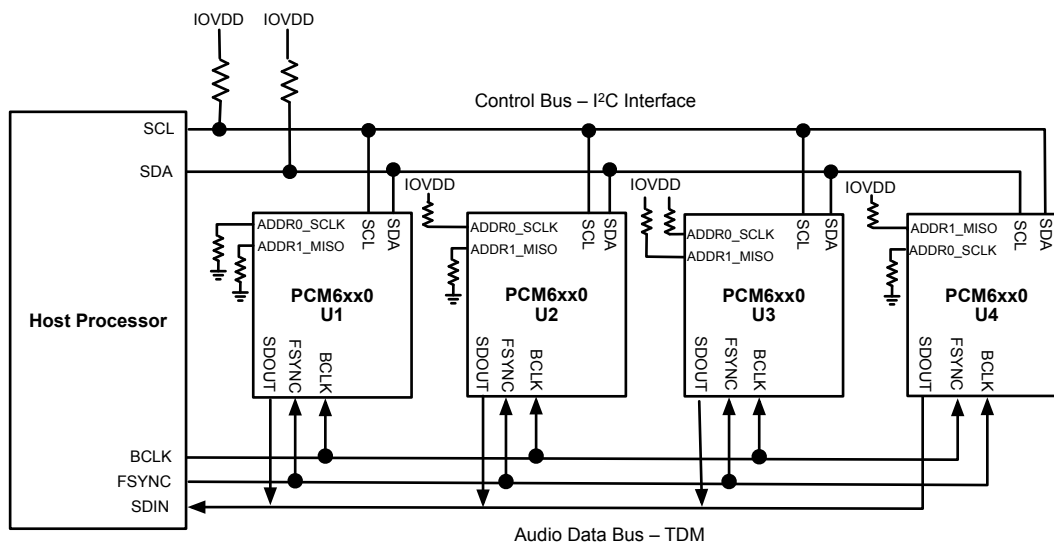 IOVDD IOVDD
Control Bus – I²C Interface
Host Processor
SCL
SDA
BCLK
FSYNC
SDIN
ADDR0_SCLK
ADDR1_MISO
SCL
SDA
PCM6xx0
U1
SDOUT
FSYNC
BCLK
IOVDD
ADDR0_SCLK
ADDR1_MISO
SCL
SDA
PCM6xx0
U2
SDOUT
FSYNC
BCLK
IOVDD
ADDR0_SCLK
ADDR1_MISO
SCL
SDA
PCM6xx0
U3
SDOUT
FSYNC
BCLK
IOVDD
ADDR1_MISO
ADDR0_SCLK
SCL
SDA
PCM6xx0
U4
SDOUT
FSYNC
BCLK
Audio Data Bus – TDM